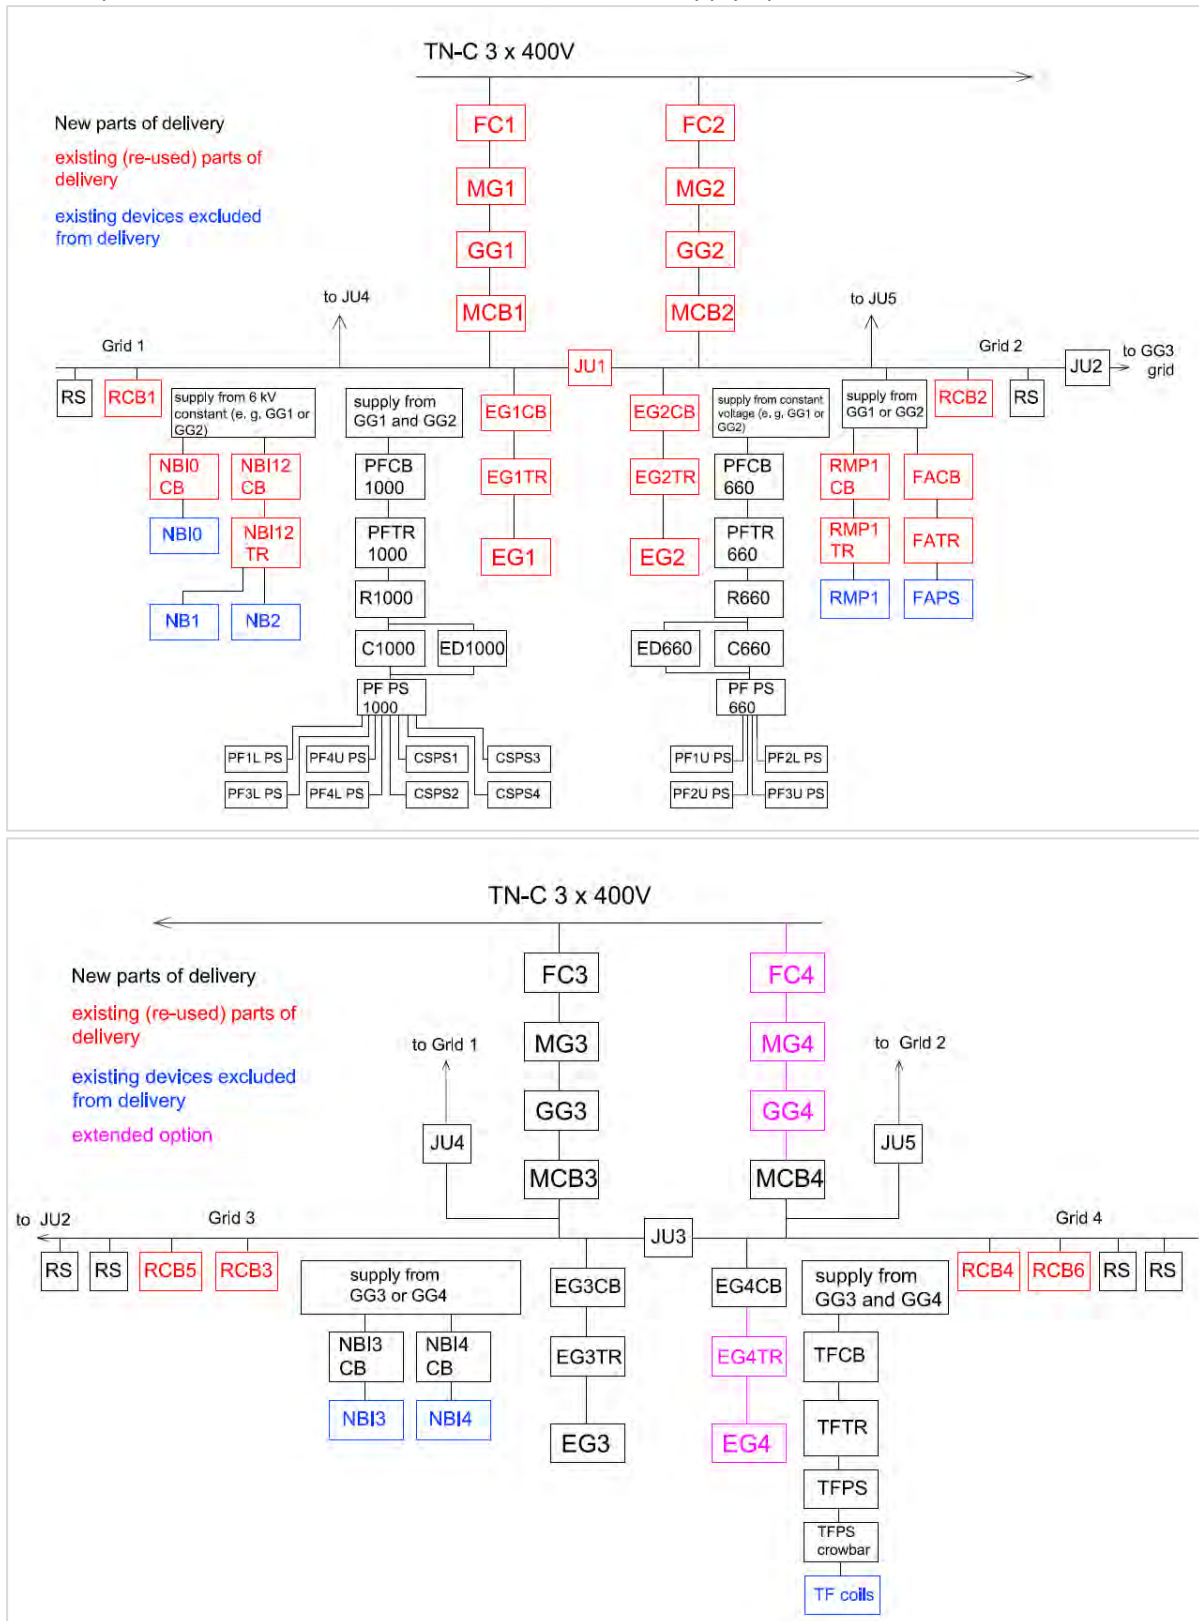 TN-C 3 x 400V
New parts of delivery
existing (re-used) parts of
delivery
existing devices excluded
from delivery
FC1
FC2
MG1
MG2
GG1
GG2
MCB1
MCB2
to JU4
to JU5
Grid 1
JU1
Grid 2
JU2
to GG3
grid
RS
RCB1
supply from 6 kV
constant (e. g. GG1 or
GG2)
supply from
GG1 and GG2
EG1CB
EG2CB
supply from constant
voltage (e. g. GG1 or
GG2)
supply from
GG1 or GG2
RCB2
RS
NBI0
CB
NBI12
CB
PFCB
1000
EG1TR
EG2TR
PFCB
660
RMP1
CB
FACB
NBI0
NBI12
TR
PFTR
1000
EG1
EG2
PFTR
660
RMP1
TR
FATR
NB1
NB2
R1000
R660
RMP1
FAPS
C1000
ED1000
ED660
C660
PF PS
1000
PF PS
660
PF1L PS
PF4U PS
CSPS1
CSPS3
PF1U PS
PF2L PS
PF3L PS
PF4L PS
CSPS2
CSPS4
PF2U PS
PF3U PS
TN-C 3 x 400V
New parts of delivery
existing (re-used) parts of
delivery
existing devices excluded
from delivery
extended option
FC3
FC4
MG3
MG4
to Grid 1
to Grid 2
GG3
GG4
JU4
JU5
MCB3
MCB4
to JU2
Grid 3
JU3
Grid 4
RS
RS
RCB5
RCB3
supply from
GG3 or GG4
EG3CB
EG4CB
supply from
GG3 and GG4
RCB4
RCB6
RS
RS
NBI3
CB
NBI4
CB
EG3TR
EG4TR
TFCB
NBI3
NBI4
EG3
EG4
TFTR
TFPS
TFPS
crowbar
TF coils